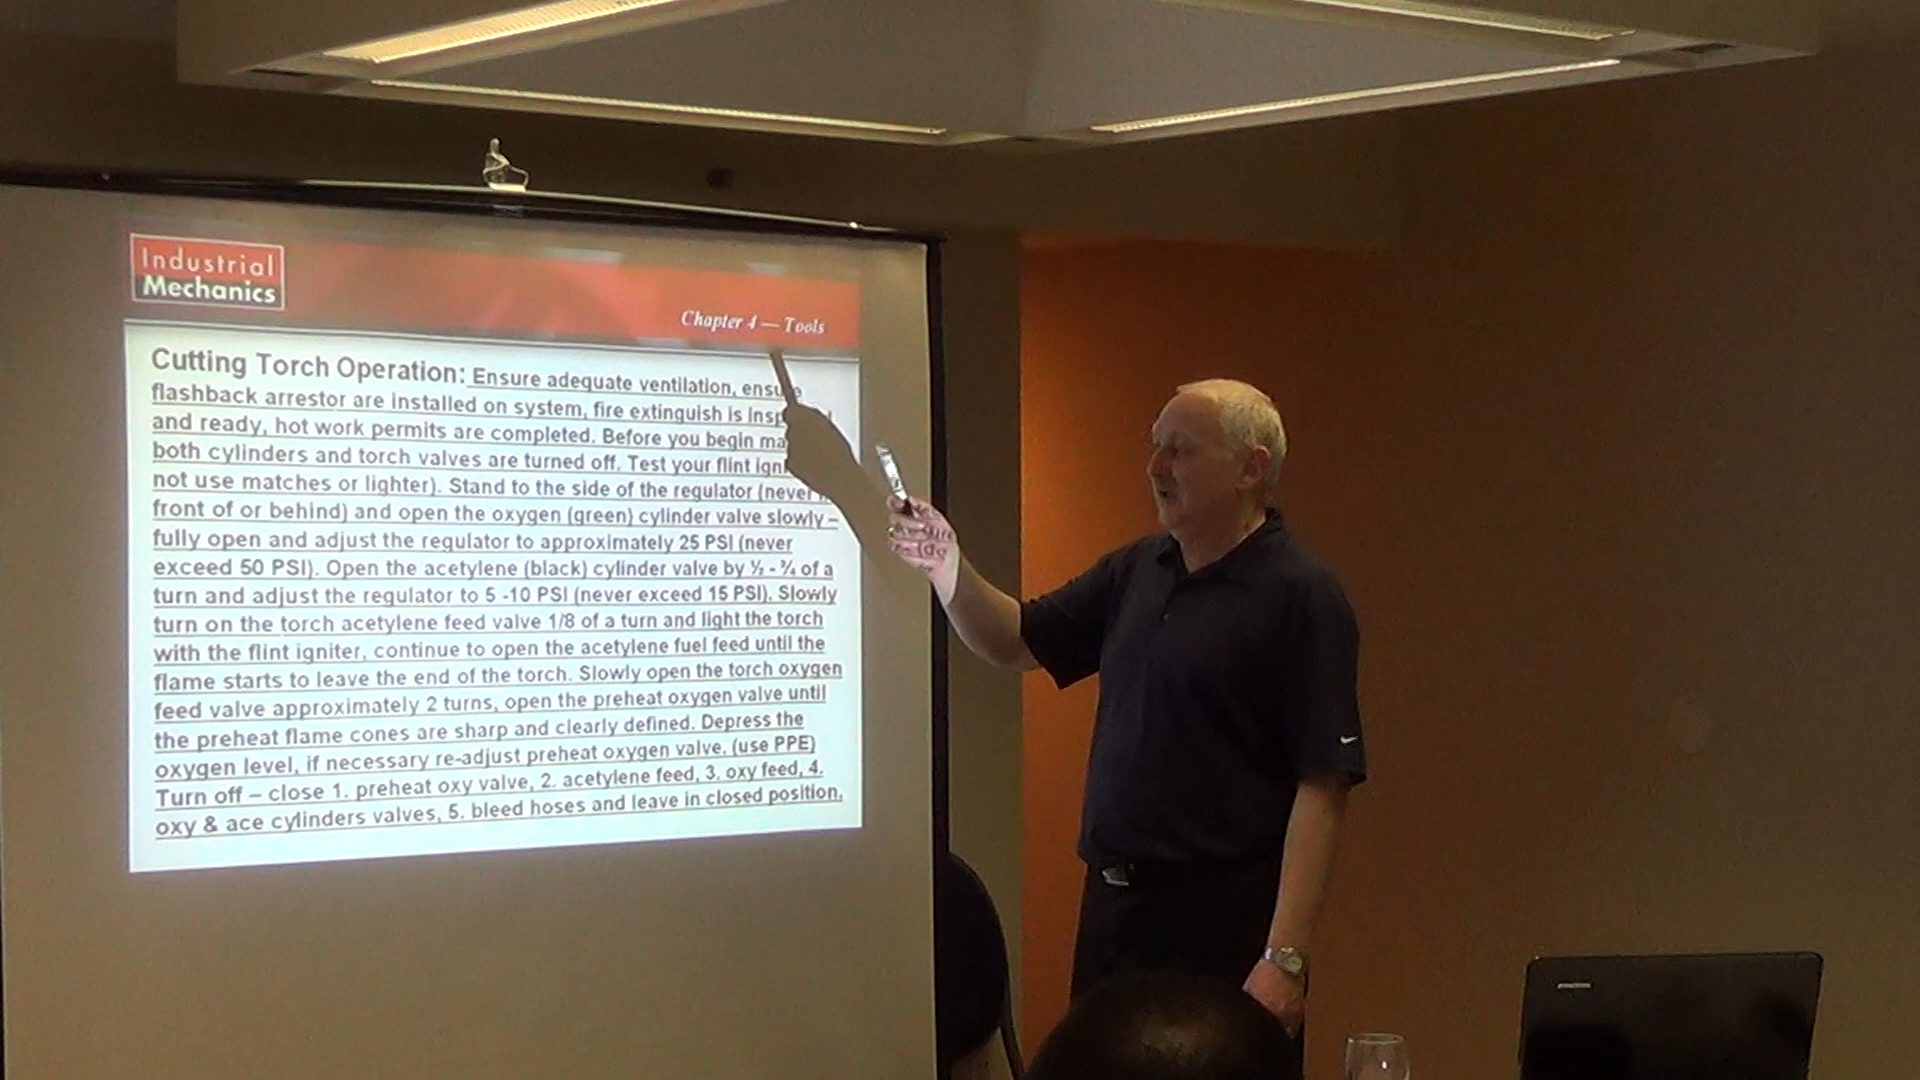 Industrial
Mechanics
Chapter 4 — Tools
Cutting Torch Operation: Ensure adequate ventilation,
flashback arrestor are installed on system, fire extinguish is
and ready, hot work permits are completed. Before you begin
both cylinders and torch valves are turned off. Test your flint
not use matches or lighter). Stand to the side of the regulator (never
front of or behind) and open the oxygen (green) cylinder valve slowly –
fully open and adjust the regulator to approximately 25 PSI (never
exceed 50 PSI). Open the acetylene (black) cylinder valve by ½ - ¾ of a
turn and adjust the regulator to 5 -10 PSI (never exceed 15 PSI). Slowly
turn on the torch acetylene feed valve 1/8 of a turn and light the torch
with the flint igniter, continue to open the acetylene fuel feed until the
flame starts to leave the end of the torch. Slowly open the torch oxygen
feed valve approximately 2 turns, open the preheat oxygen valve until
the preheat flame cones are sharp and clearly defined. Depress the
oxygen level, if necessary re-adjust preheat oxygen valve. (use PPE)
Turn off – close 1. preheat oxy valve, 2. acetylene feed, 3. oxy feed, 4.
oxy & ace cylinders valves, 5. bleed hoses and leave in closed position.